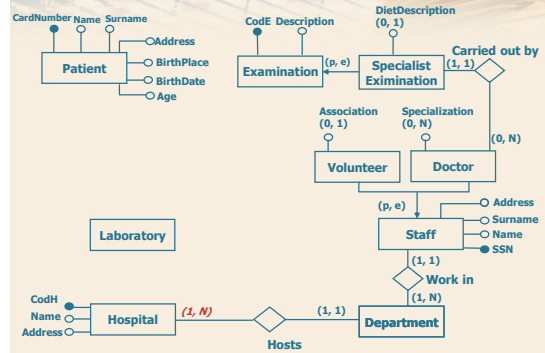 DietDescription
(0, 1)
CardNumber Name Surname
CodE Description
Address
Carried out by
Patient
BirthPlace
BirthDate
Age
Examination
(p, e)
Specialist
Eximination
(1, 1)
Association
(0, 1)
Specialization
(0, N)
(0, N)
Volunteer
Doctor
(p, e)
Address
Surname
Name
SSN
Laboratory
Staff
(1, 1)
Work in
(1, N)
CodH
Name
Address
Hospital
(1, N)
(1, 1)
Department
Hosts